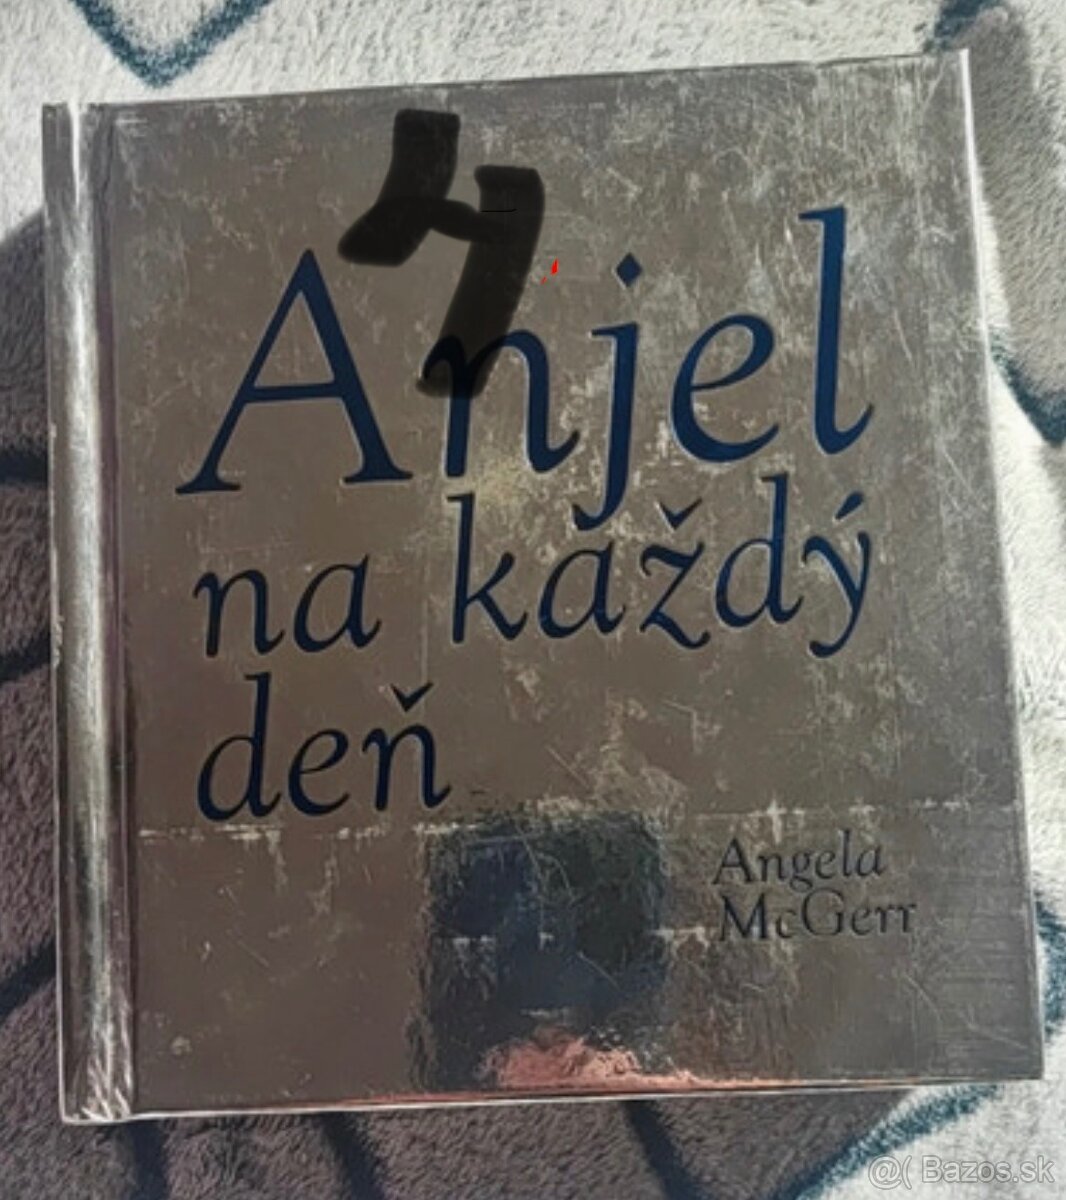 Anjel
na každý
deň
Angela
McGerr
@( Bazos.sk